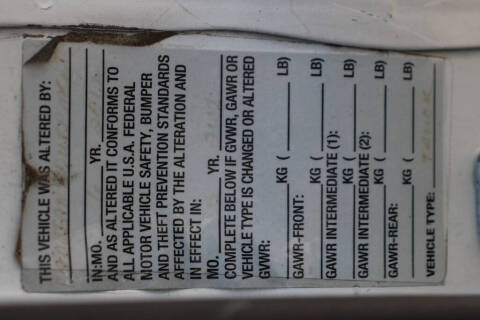 THIS VEHICLE WAS ALTERED BY:
IN:MO. YR.
AND AS ALTERED IT CONFORMS TO
ALL APPLICABLE U.S.A. FEDERAL
MOTOR VEHICLE SAFETY, BUMPER
AND THEFT PREVENTION STANDARDS
AFFECTED BY THE ALTERATION AND
IN EFFECT IN:
MO. YR.
COMPLETE BELOW IF GVWR, GAWR OR
VEHICLE TYPE IS CHANGED OR ALTERED
GVWR: KG ( LB)
GAWR-FRONT: KG ( LB)
GAWR INTERMEDIATE (1): KG ( LB)
GAWR INTERMEDIATE (2): KG ( LB)
GAWR-REAR: KG ( LB)
VEHICLE TYPE: